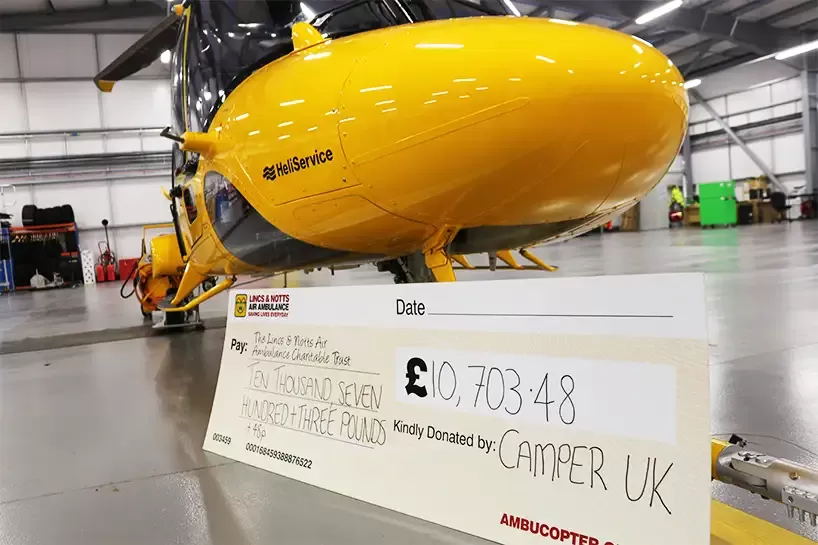 HeliService
LINCS & NOTTS
AIR AMBULANCE
SAVING LIVES EVERYDAY
Date
Pay:
The Lincs & Notts Air
Ambulance Charitable Trust
TEN THOUSAND SEVEN
HUNDRED + THREE POUNDS
+ 48p
£10,703.48
Kindly Donated by: CAMPER UK
003459
000168459388876522
AMBUCOPTER